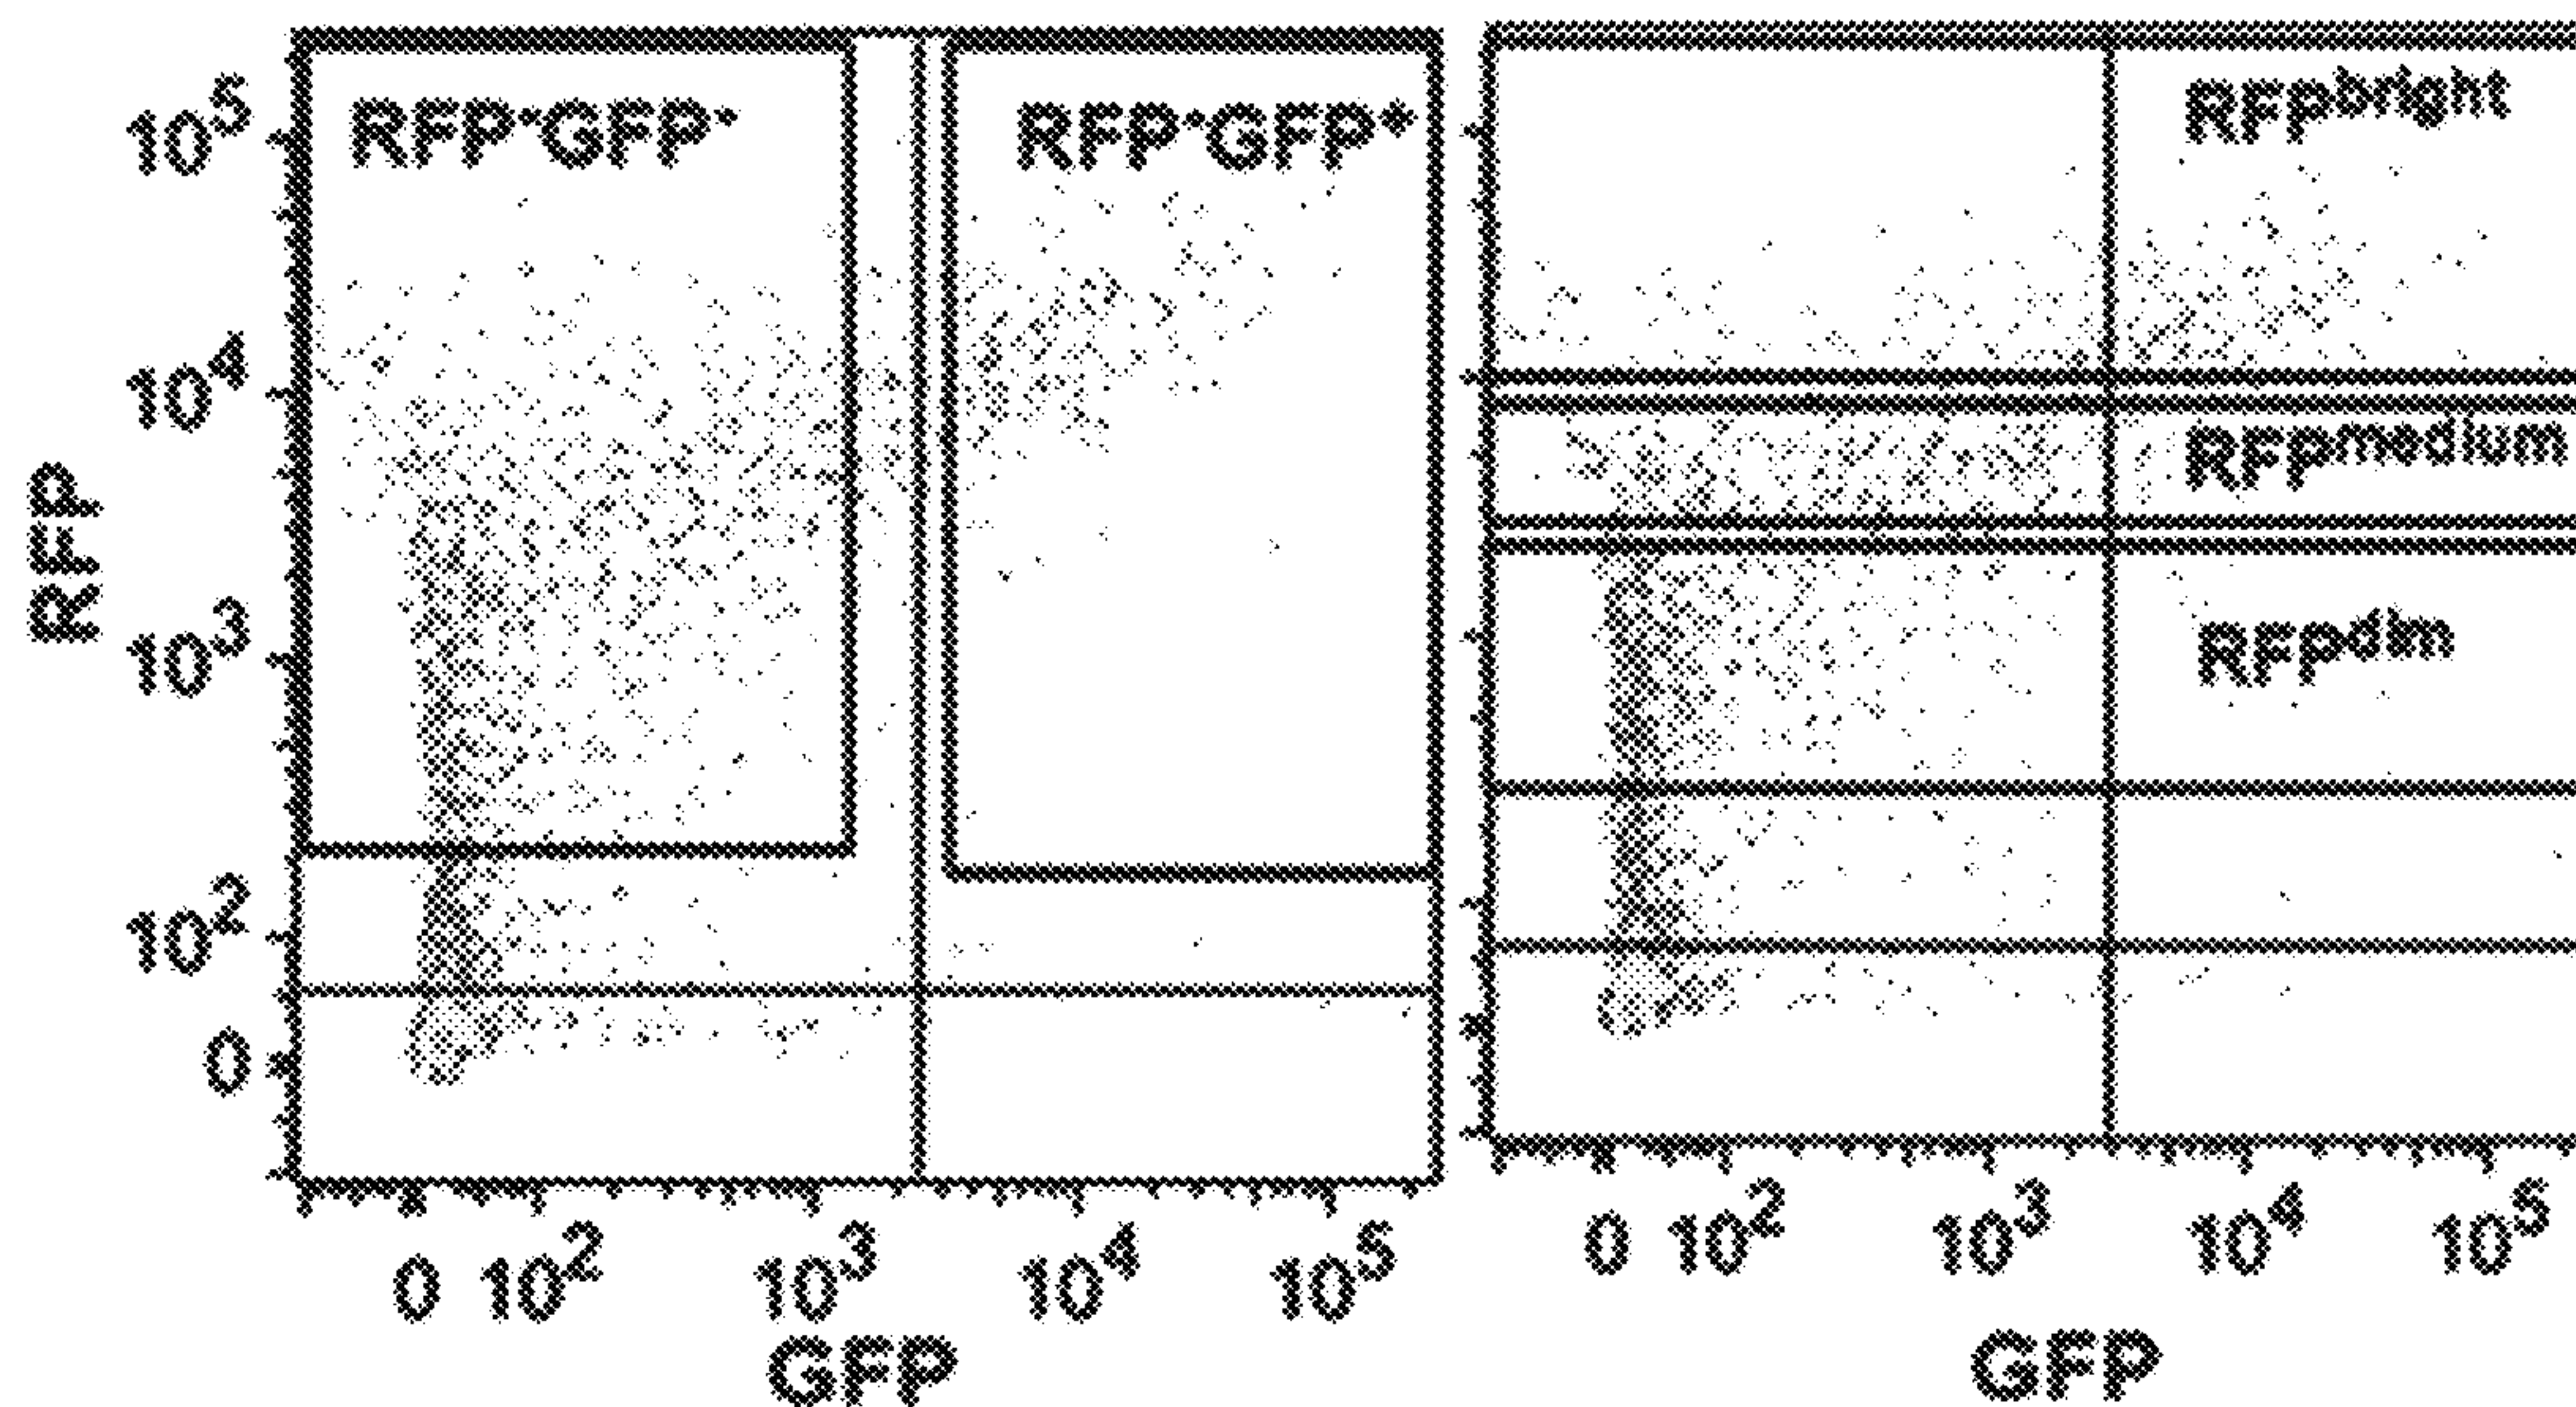 RFP⁺GFP⁻
RFP⁺GFP⁺
RFP
10⁵
10⁴
10³
10²
0
0 10² 10³ 10⁴ 10⁵
GFP
RFPbright
RFPmedium
RFPdim
0 10² 10³ 10⁴ 10⁵
GFP